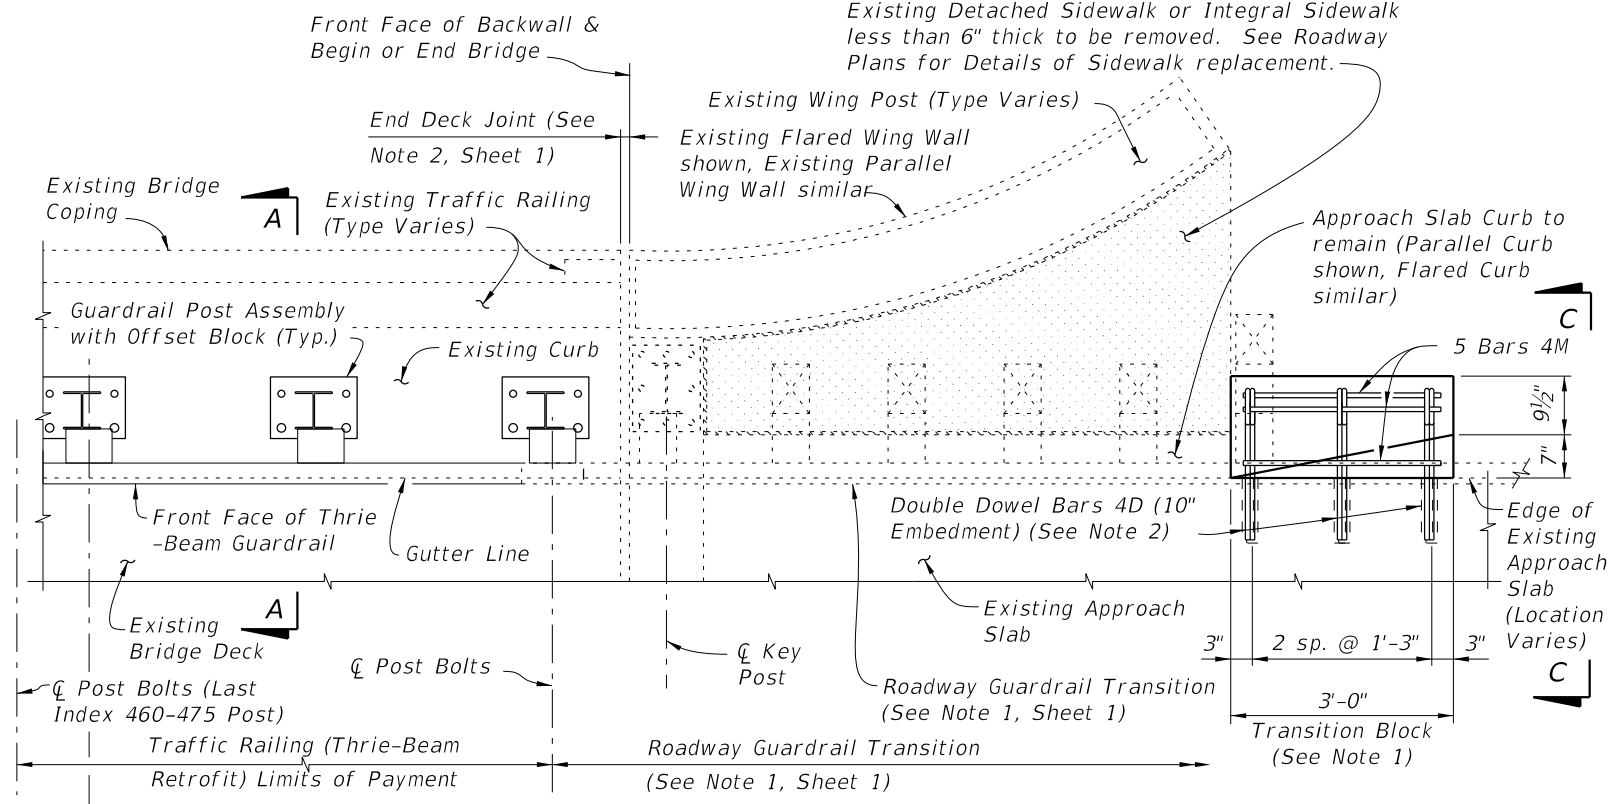 Front Face of Backwall &
Begin or End Bridge
Existing Detached Sidewalk or Integral Sidewalk
less than 6" thick to be removed. See Roadway
Plans for Details of Sidewalk replacement.
End Deck Joint (See
Note 2, Sheet 1)
Existing Wing Post (Type Varies)
Existing Flared Wing Wall
shown, Existing Parallel
Wing Wall similar
Existing Bridge
Coping
A
Existing Traffic Railing
(Type Varies)
Approach Slab Curb to
remain (Parallel Curb
shown, Flared Curb
similar)
C
Guardrail Post Assembly
with Offset Block (Typ.)
Existing Curb
5 Bars 4M
9½"
7"
Front Face of Thrie
-Beam Guardrail
Gutter Line
Double Dowel Bars 4D (10"
Embedment) (See Note 2)
Edge of
Existing
Approach
Slab
(Location
Varies)
Existing
Bridge Deck
A
Existing Approach
Slab
3"
2 sp. @ 1'-3"
3"
℄ Post Bolts
℄ Key
Post
C
℄ Post Bolts (Last
Index 460-475 Post)
Roadway Guardrail Transition
(See Note 1, Sheet 1)
3'-0"
Transition Block
(See Note 1)
Traffic Railing (Thrie-Beam
Retrofit) Limits of Payment
Roadway Guardrail Transition
(See Note 1, Sheet 1)